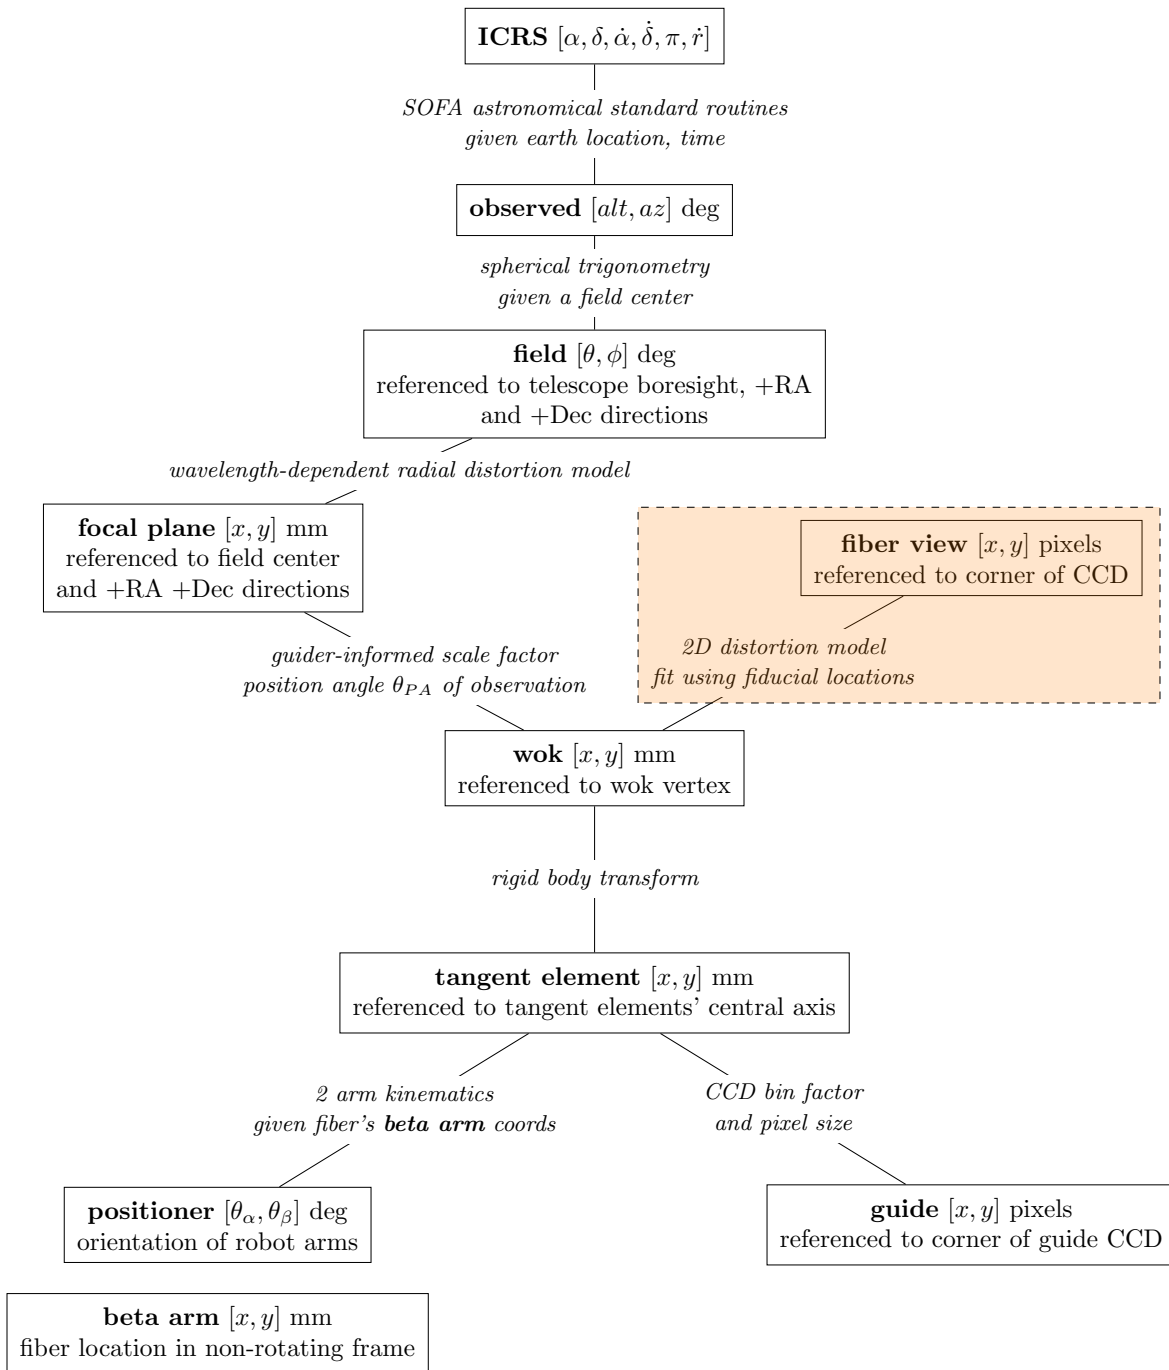 ICRS [α, δ, α̇, δ̇, π, ṙ]
SOFA astronomical standard routines
given earth location, time
observed [alt, az] deg
spherical trigonometry
given a field center
field [θ, ϕ] deg
referenced to telescope boresight, +RA
and +Dec directions
wavelength-dependent radial distortion model
focal plane [x, y] mm
referenced to field center
and +RA +Dec directions
fiber view [x, y] pixels
referenced to corner of CCD
guider-informed scale factor
position angle θ_PA of observation
2D distortion model
fit using fiducial locations
wok [x, y] mm
referenced to wok vertex
rigid body transform
tangent element [x, y] mm
referenced to tangent elements' central axis
2 arm kinematics
given fiber's beta arm coords
CCD bin factor
and pixel size
positioner [θ_α, θ_β] deg
orientation of robot arms
guide [x, y] pixels
referenced to corner of guide CCD
beta arm [x, y] mm
fiber location in non-rotating frame